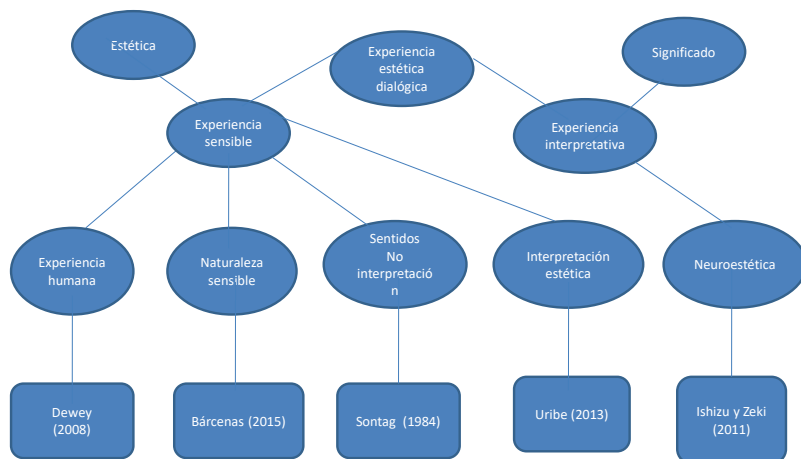 Estética
Experiencia
estética
dialógica
Significado
Experiencia
sensible
Experiencia
interpretativa
Experiencia
humana
Naturaleza
sensible
Sentidos
No
interpretació
n
Interpretación
estética
Neuroestética
Dewey
(2008)
Bárcenas (2015)
Sontag (1984)
Uribe (2013)
Ishizu y Zeki
(2011)